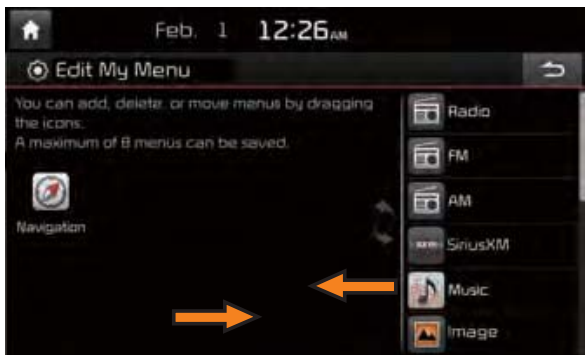 Feb. 1 12:26AM
Edit My Menu
You can add, delete, or move menus by dragging
the icons.
A maximum of 8 menus can be saved.
Navigation
Radio
FM
AM
SiriusXM
Music
Image